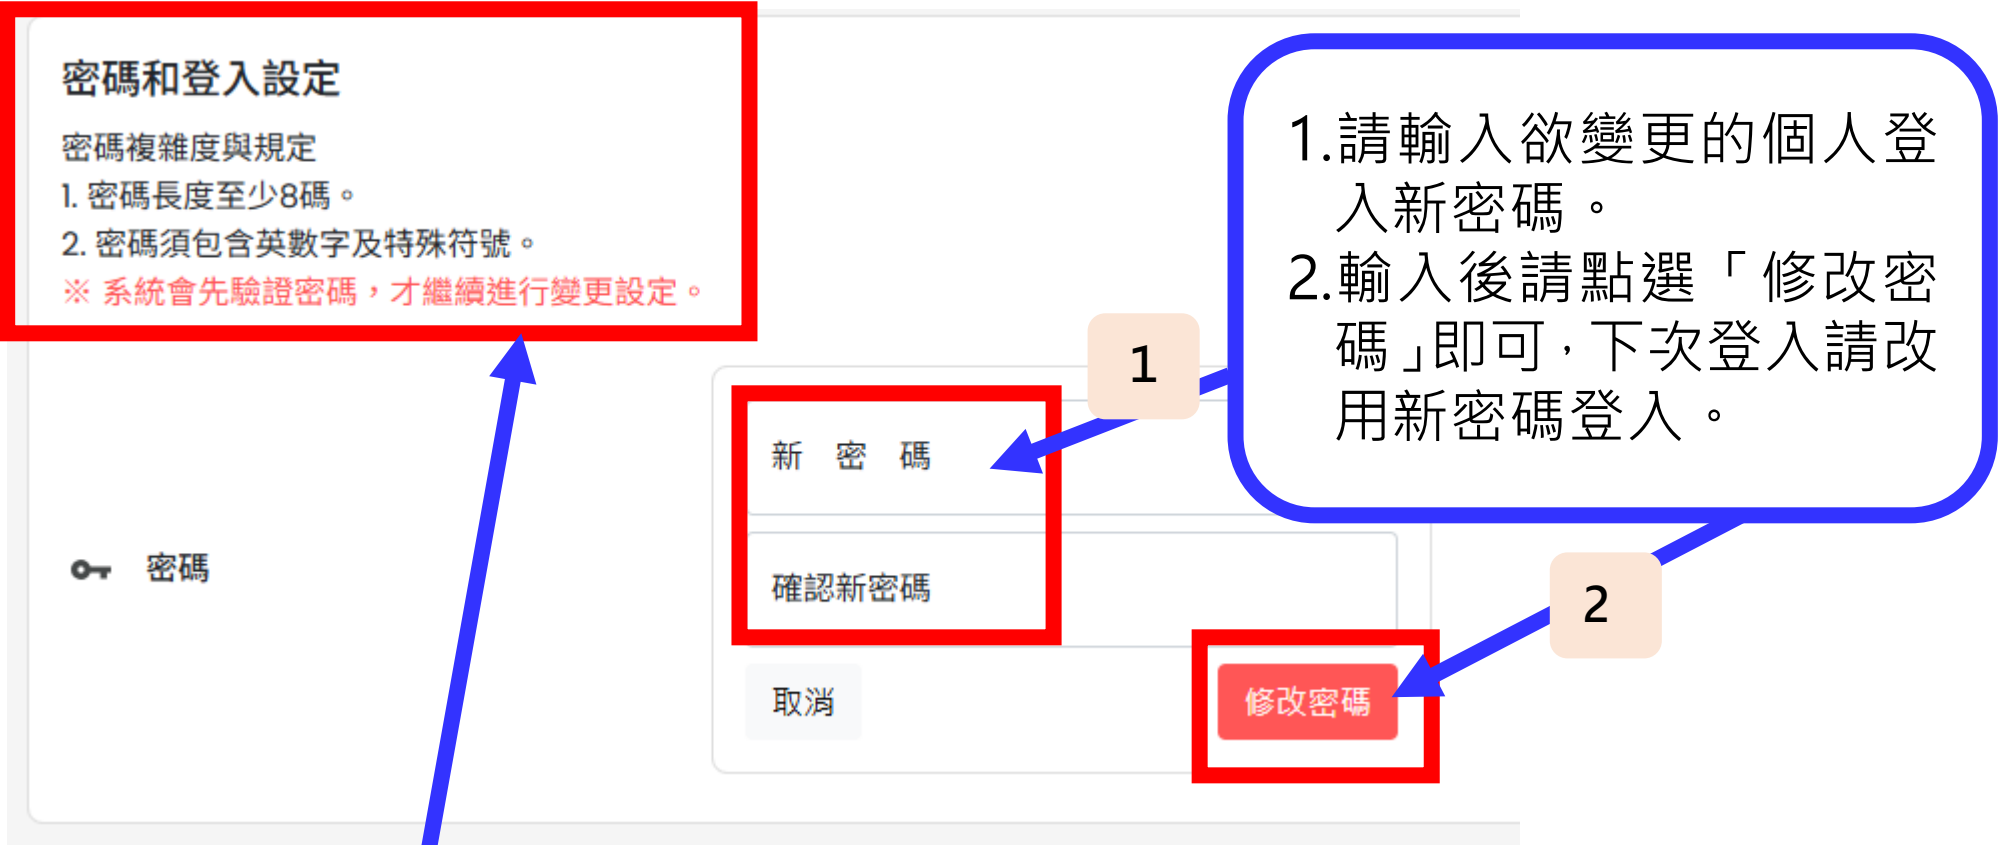 密碼和登入設定
密碼複雜度與規定
1. 密碼長度至少8碼。
2. 密碼須包含英數字及特殊符號。
※ 系統會先驗證密碼，才繼續進行變更設定。
1.請輸入欲變更的個人登
入新密碼。
2.輸入後請點選「修改密
碼」即可，下次登入請改
用新密碼登入。
1
新 密 碼
密碼
確認新密碼
2
取消
修改密碼